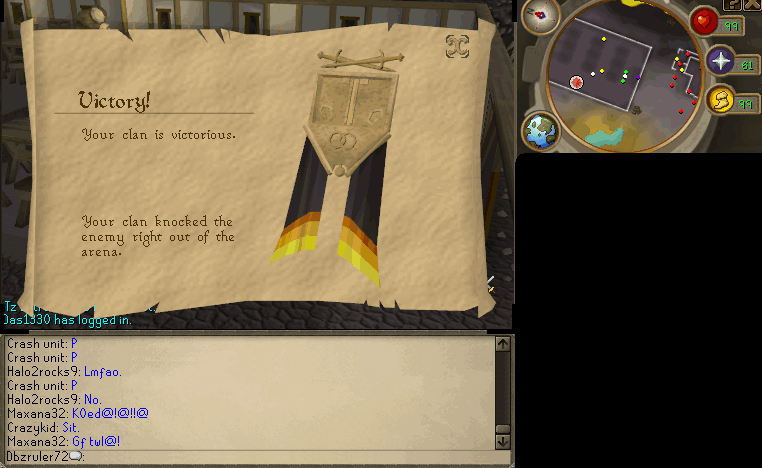 Victory!
Your clan is victorious.
Your clan knocked the
enemy right out of the
arena.
99
61
99
Das1330 has logged in.
Crash unit: P
Crash unit: P
Halo2rocks9: Lmfao.
Crash unit: P
Halo2rocks9: No.
Maxana32: K0ed@!@!!@
Crazykid: Sit.
Maxana32: Gf twl@!
Dbzruler72: